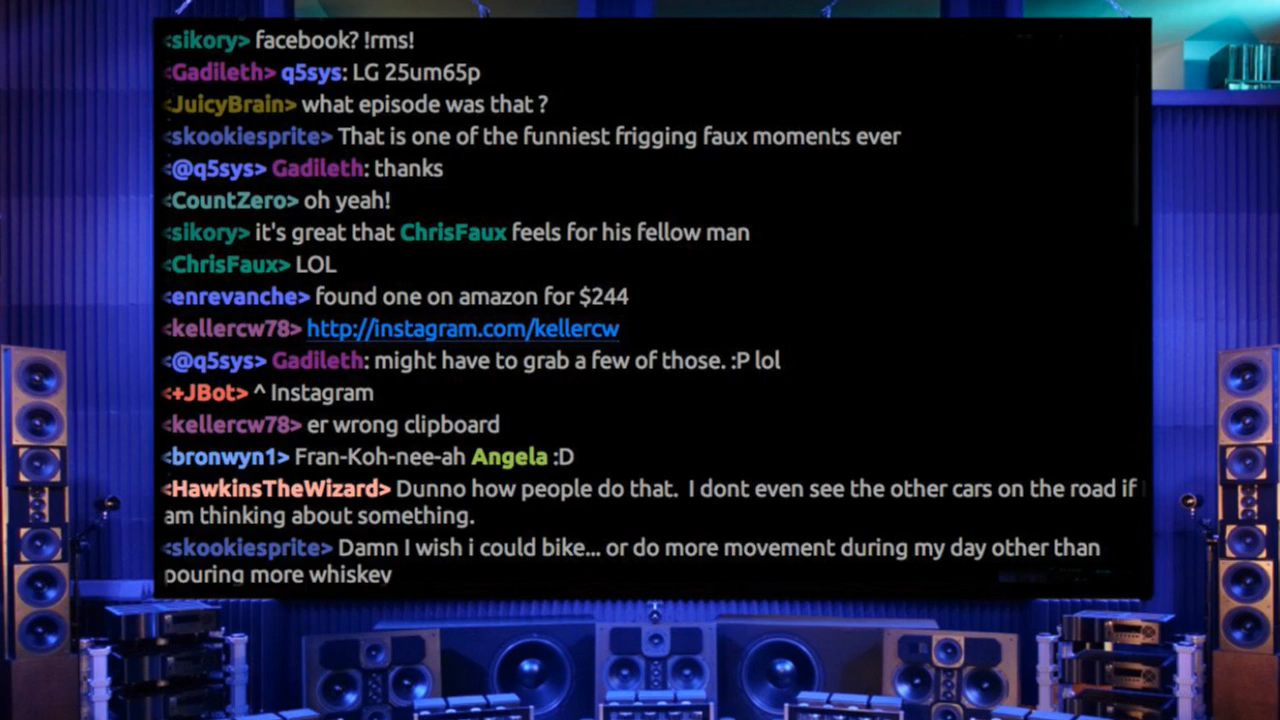 <sikory> facebook? !rms!
<Gadileth> q5sys: LG 25um65p
<JuicyBrain> what episode was that ?
<skookiesprite> That is one of the funniest frigging faux moments ever
<@q5sys> Gadileth: thanks
<CountZero> oh yeah!
<sikory> it's great that ChrisFaux feels for his fellow man
<ChrisFaux> LOL
<enrevanche> found one on amazon for $244
<kellercw78> http://instagram.com/kellercw
<@q5sys> Gadileth: might have to grab a few of those. :P lol
<+JBot> ^ Instagram
<kellercw78> er wrong clipboard
<bronwyn1> Fran-Koh-nee-ah Angela :D
<HawkinsTheWizard> Dunno how people do that.  I dont even see the other cars on the road if I
am thinking about something.
<skookiesprite> Damn I wish i could bike... or do more movement during my day other than
pouring more whiskey